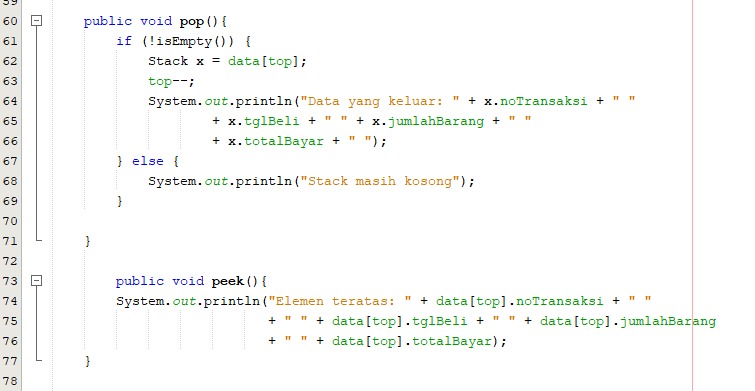 59
60 public void pop(){
61 if (!isEmpty()) {
62 Stack x = data[top];
63 top--;
64 System.out.println("Data yang keluar: " + x.noTransaksi + " "
65 + x.tglBeli + " " + x.jumlahBarang + " "
66 + x.totalBayar + " ");
67 } else {
68 System.out.println("Stack masih kosong");
69 }
70
71 }
72
73 public void peek(){
74 System.out.println("Elemen teratas: " + data[top].noTransaksi + " "
75 + " " + data[top].tglBeli + " " + data[top].jumlahBarang
76 + " " + data[top].totalBayar);
77 }
78